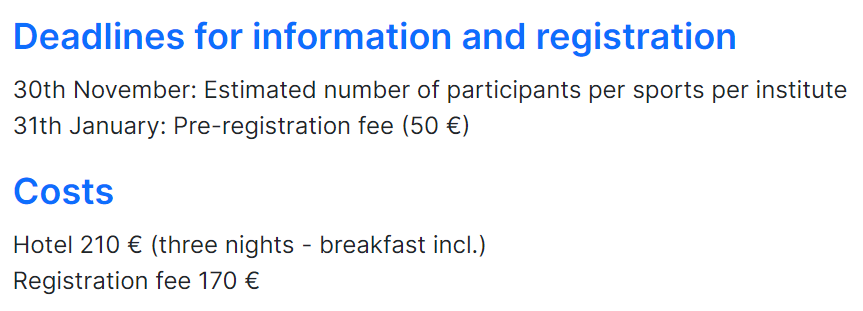 Deadlines for information and registration
30th November: Estimated number of participants per sports per institute
31th January: Pre-registration fee (50 €)
Costs
Hotel 210 € (three nights - breakfast incl.)
Registration fee 170 €